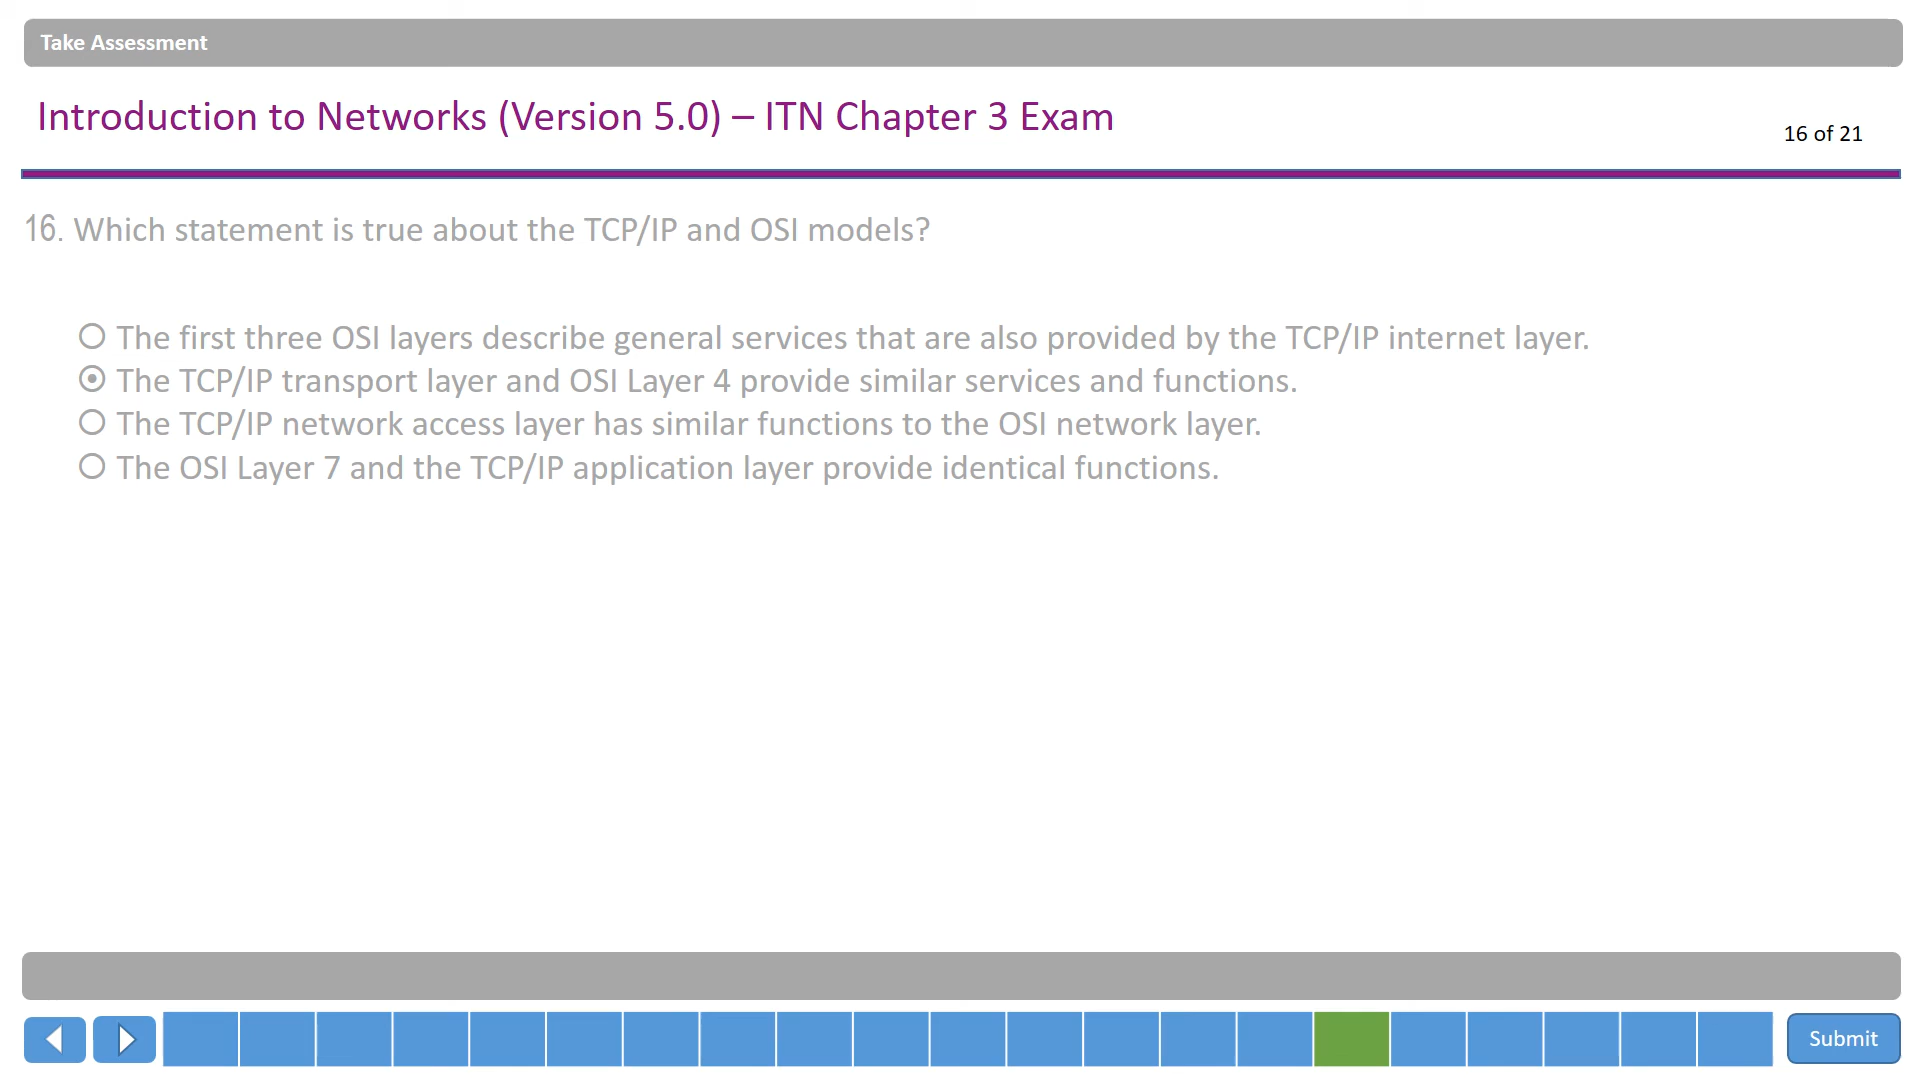 Take Assessment
Introduction to Networks (Version 5.0) – ITN Chapter 3 Exam
16 of 21
16. Which statement is true about the TCP/IP and OSI models?
The first three OSI layers describe general services that are also provided by the TCP/IP internet layer.
The TCP/IP transport layer and OSI Layer 4 provide similar services and functions.
The TCP/IP network access layer has similar functions to the OSI network layer.
The OSI Layer 7 and the TCP/IP application layer provide identical functions.
Submit